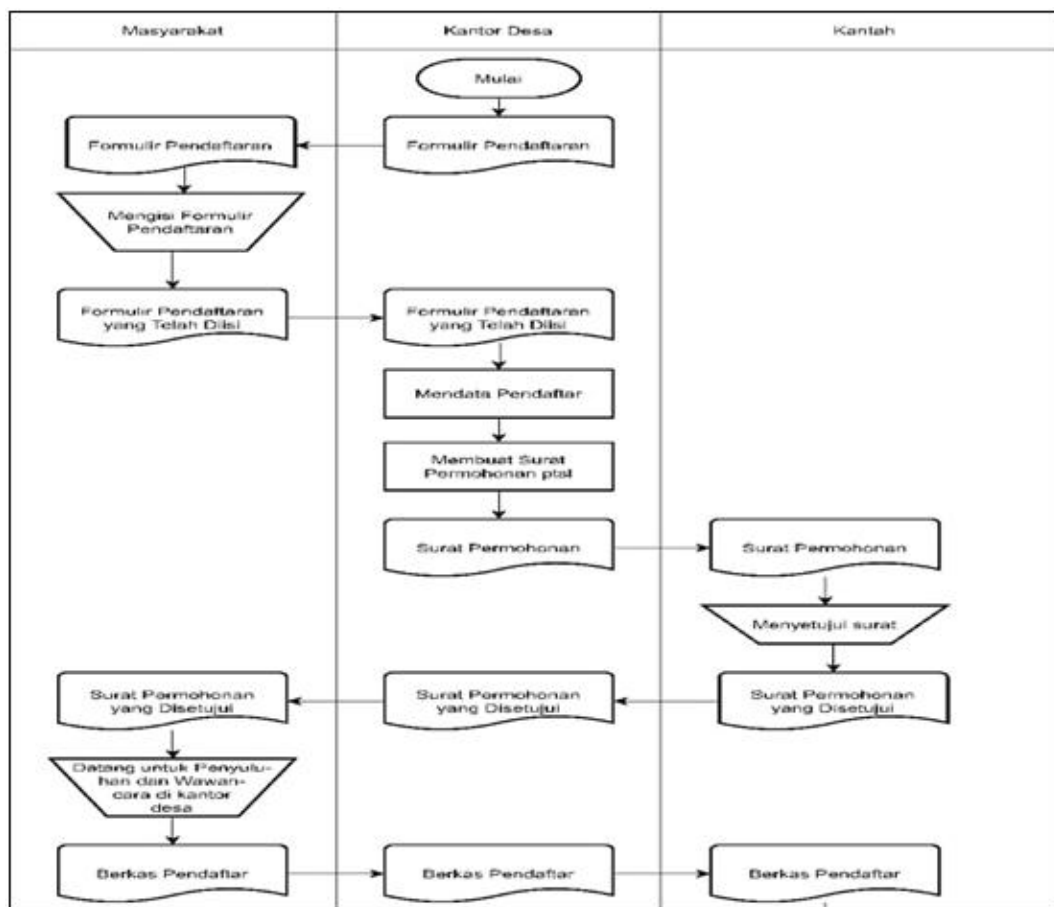 Masyarakat
Kantor Desa
Kantah
Mulai
Formulir Pendaftaran
Formulir Pendaftaran
Mengisi Formulir
Pendaftaran
Formulir Pendaftaran
yang Telah Diisi
Formulir Pendaftaran
yang Telah Diisi
Mendata Pendaftar
Membuat Surat
Permohonan ptsl
Surat Permohonan
Surat Permohonan
Menyetujui surat
Surat Permohonan
yang Disetujui
Surat Permohonan
yang Disetujui
Surat Permohonan
yang Disetujui
Datang untuk Penyulu-
han dan Wawan-
cara di kantor
desa
Berkas Pendaftar
Berkas Pendaftar
Berkas Pendaftar